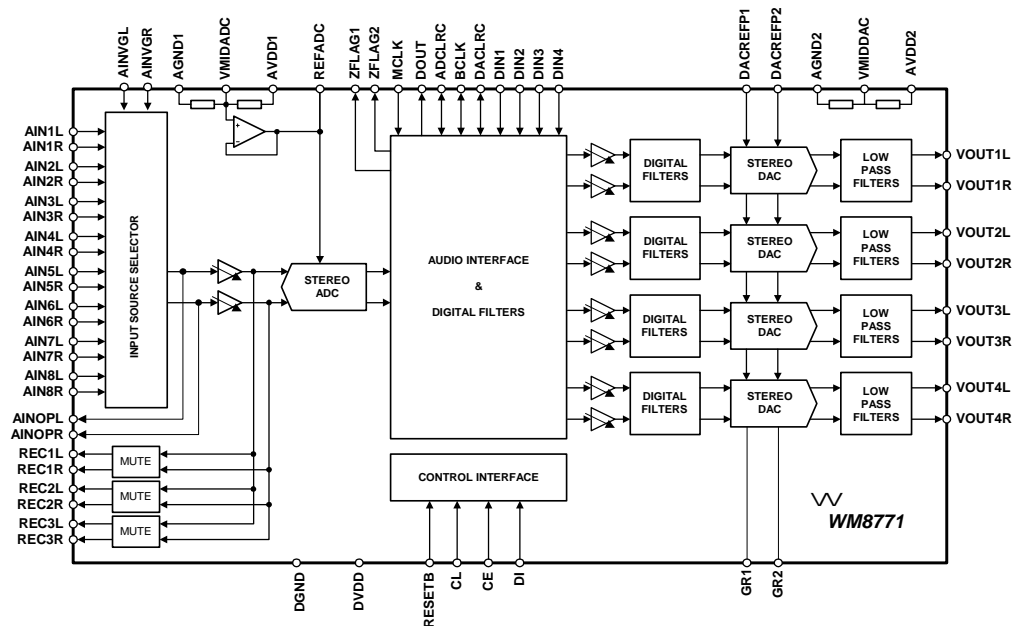 AINVGL
AINVGR
AGND1
VMIDADC
AVDD1
REFADC
ZFLAG1
ZFLAG2
MCLK
DOUT
ADCLRC
BCLK
DACLRC
DIN1
DIN2
DIN3
DIN4
DACREFP1
DACREFP2
AGND2
VMIDDAC
AVDD2
AIN1L
AIN1R
AIN2L
AIN2R
AIN3L
AIN3R
AIN4L
AIN4R
AIN5L
AIN5R
AIN6L
AIN6R
AIN7L
AIN7R
AIN8L
AIN8R
AINOPL
AINOPR
REC1L
REC1R
REC2L
REC2R
REC3L
REC3R
INPUT SOURCE SELECTOR
+
-
MUTE
MUTE
MUTE
STEREO
ADC
AUDIO INTERFACE
&
DIGITAL FILTERS
CONTROL INTERFACE
DIGITAL
FILTERS
STEREO
DAC
LOW
PASS
FILTERS
VOUT1L
VOUT1R
DIGITAL
FILTERS
STEREO
DAC
LOW
PASS
FILTERS
VOUT2L
VOUT2R
DIGITAL
FILTERS
STEREO
DAC
LOW
PASS
FILTERS
VOUT3L
VOUT3R
DIGITAL
FILTERS
STEREO
DAC
LOW
PASS
FILTERS
VOUT4L
VOUT4R
WM8771
DGND
DVDD
RESETB
CL
CE
DI
GR1
GR2